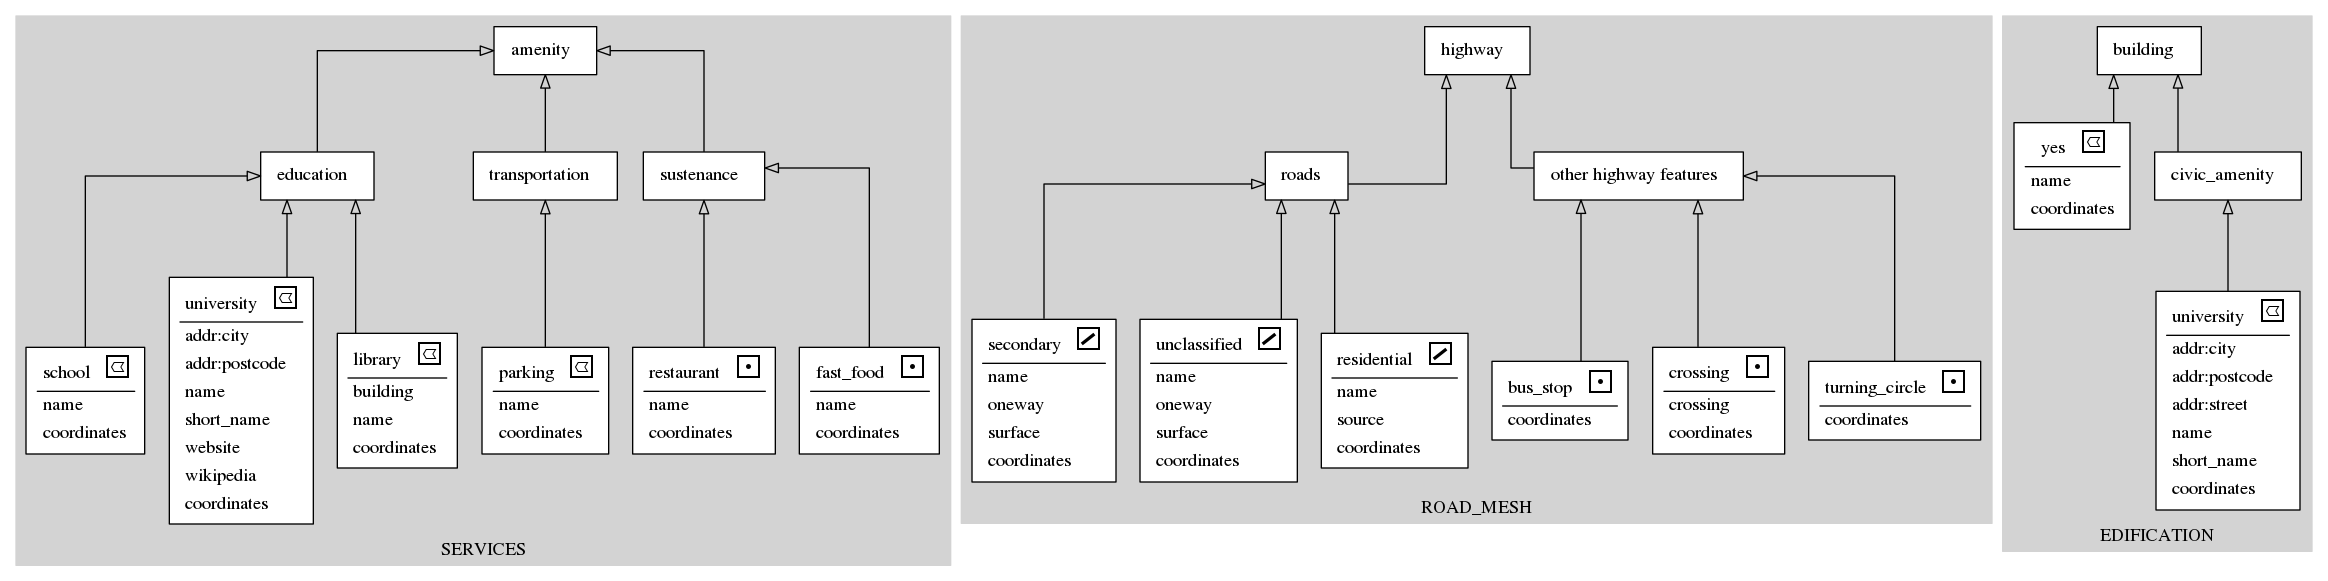 amenity
education
transportation
sustenance
school
name
coordinates
university
addr:city
addr:postcode
name
short_name
website
wikipedia
coordinates
library
building
name
coordinates
parking
name
coordinates
restaurant
name
coordinates
fast_food
name
coordinates
SERVICES
highway
roads
other highway features
secondary
name
oneway
surface
coordinates
unclassified
name
oneway
surface
coordinates
residential
name
source
coordinates
bus_stop
coordinates
crossing
crossing
coordinates
turning_circle
coordinates
ROAD_MESH
building
yes
name
coordinates
civic_amenity
university
addr:city
addr:postcode
addr:street
name
short_name
coordinates
EDIFICATION